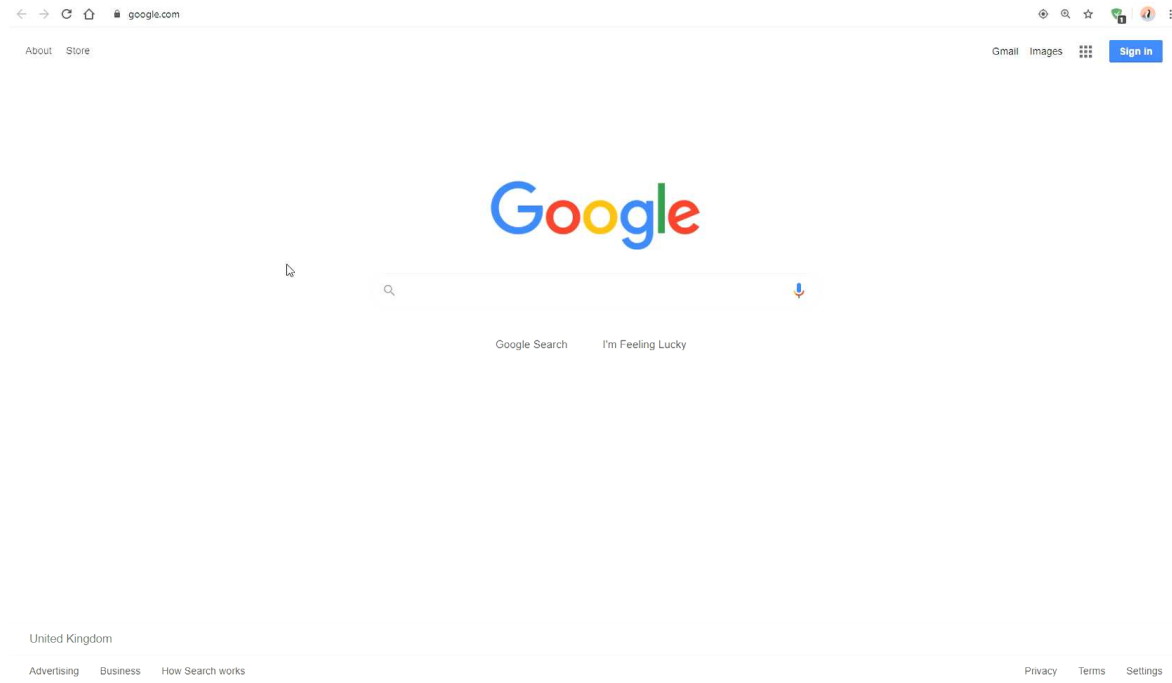 google.com
1
About Store Gmail Images Sign in
Google
Google Search I'm Feeling Lucky
United Kingdom
Advertising Business How Search works Privacy Terms Settings